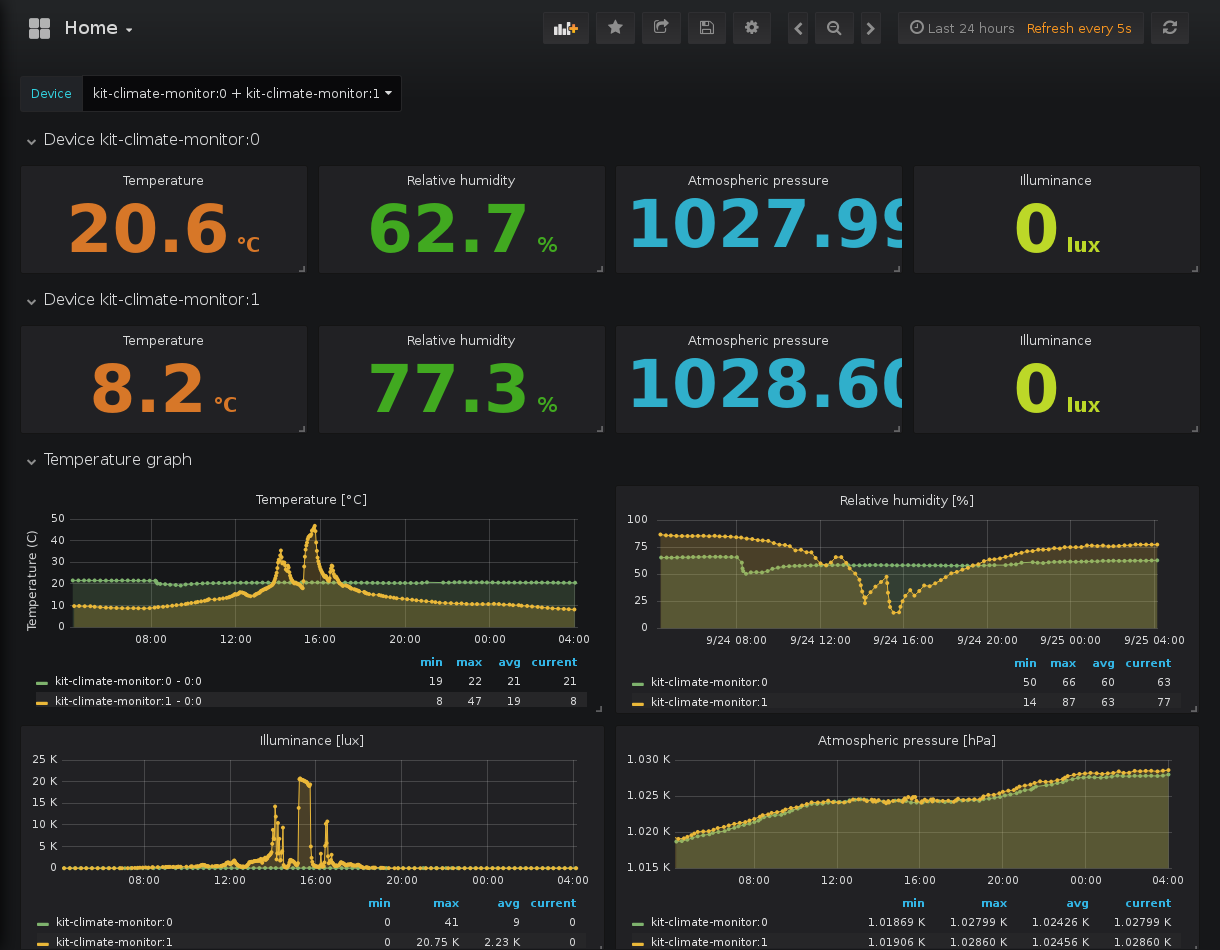 Home
Last 24 hours Refresh every 5s
Device kit-climate-monitor:0 + kit-climate-monitor:1
Device kit-climate-monitor:0
Temperature Relative humidity Atmospheric pressure Illuminance
20.6 °C 62.7 % 1027.99 0 lux
Device kit-climate-monitor:1
Temperature Relative humidity Atmospheric pressure Illuminance
8.2 °C 77.3 % 1028.60 0 lux
Temperature graph
Temperature [°C]
Temperature (C)
50
40
30
20
10
0
08:00 12:00 16:00 20:00 00:00 04:00
min max avg current
kit-climate-monitor:0 - 0:0 19 22 21 21
kit-climate-monitor:1 - 0:0 8 47 19 8
Relative humidity [%]
100
75
50
25
0
9/24 08:00 9/24 12:00 9/24 16:00 9/24 20:00 9/25 00:00 9/25 04:00
min max avg current
kit-climate-monitor:0 50 66 60 63
kit-climate-monitor:1 14 87 63 77
Illuminance [lux]
25 K
20 K
15 K
10 K
5 K
0
08:00 12:00 16:00 20:00 00:00 04:00
min max avg current
kit-climate-monitor:0 0 41 9 0
kit-climate-monitor:1 0 20.75 K 2.23 K 0
Atmospheric pressure [hPa]
1.030 K
1.025 K
1.020 K
1.015 K
08:00 12:00 16:00 20:00 00:00 04:00
min max avg current
kit-climate-monitor:0 1.01869 K 1.02799 K 1.02426 K 1.02799 K
kit-climate-monitor:1 1.01906 K 1.02860 K 1.02456 K 1.02860 K